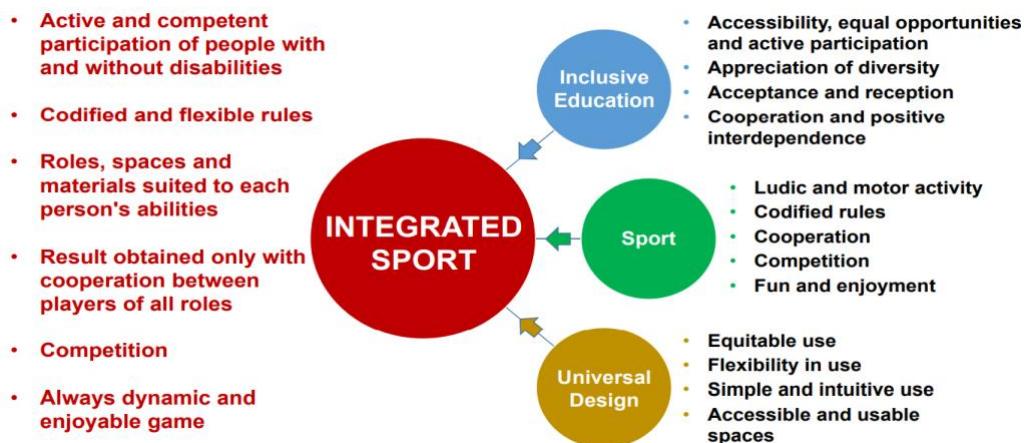 • Active and competent
participation of people with
and without disabilities
• Codified and flexible rules
• Roles, spaces and
materials suited to each
person's abilities
• Result obtained only with
cooperation between
players of all roles
• Competition
• Always dynamic and
enjoyable game
INTEGRATED
SPORT
Inclusive
Education
• Accessibility, equal opportunities
and active participation
• Appreciation of diversity
• Acceptance and reception
• Cooperation and positive
interdependence
Sport
• Ludic and motor activity
• Codified rules
• Cooperation
• Competition
• Fun and enjoyment
Universal
Design
• Equitable use
• Flexibility in use
• Simple and intuitive use
• Accessible and usable
spaces